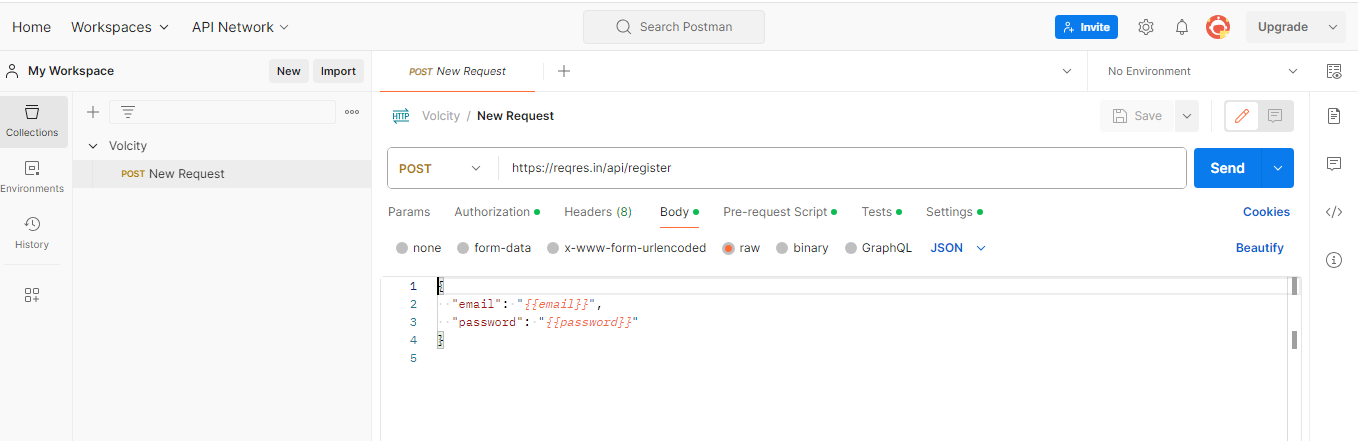 Home Workspaces API Network Search Postman Invite Upgrade
My Workspace New Import POST New Request No Environment
Collections
HTTP Volcity / New Request Save
Volcity
POST New Request
POST https://reqres.in/api/register Send
Environments
History
Params Authorization Headers (8) Body Pre-request Script Tests Settings Cookies
none form-data x-www-form-urlencoded raw binary GraphQL JSON Beautify
1 {
2 "email": "{{email}}",
3 "password": "{{password}}"
4 }
5